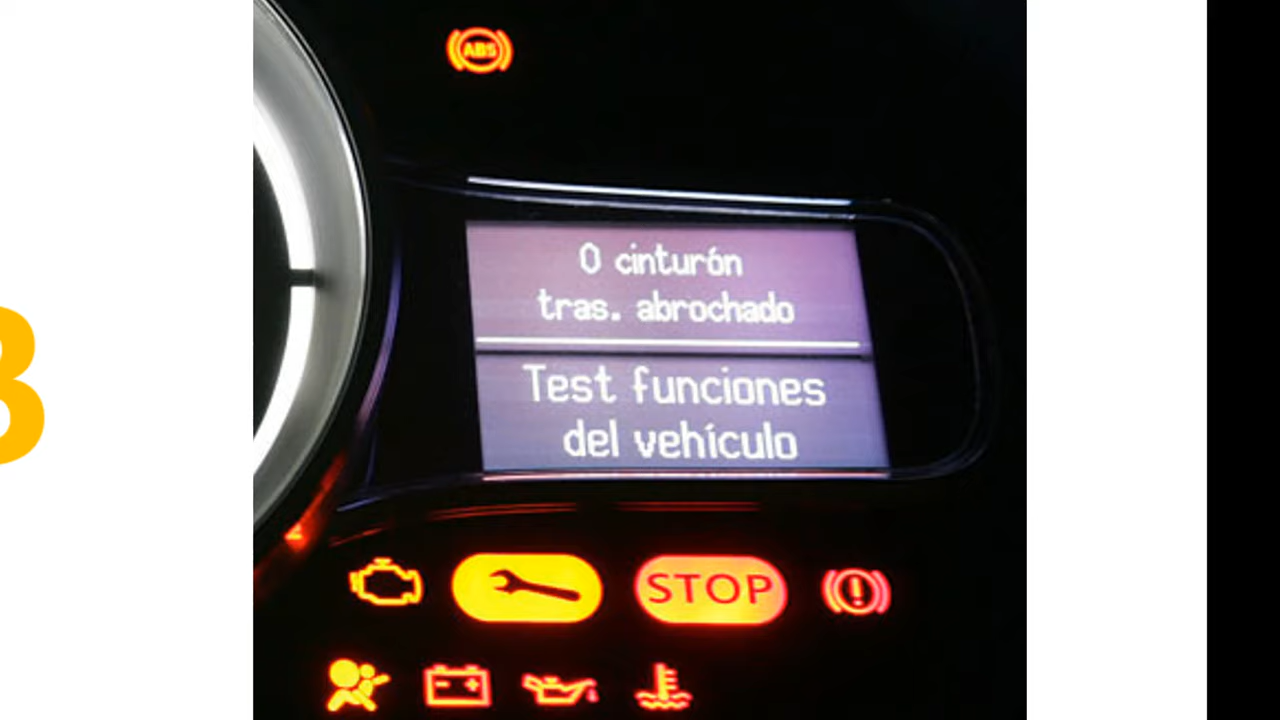 ABS
0 cinturón
tras. abrochado
Test funciones
del vehículo
STOP